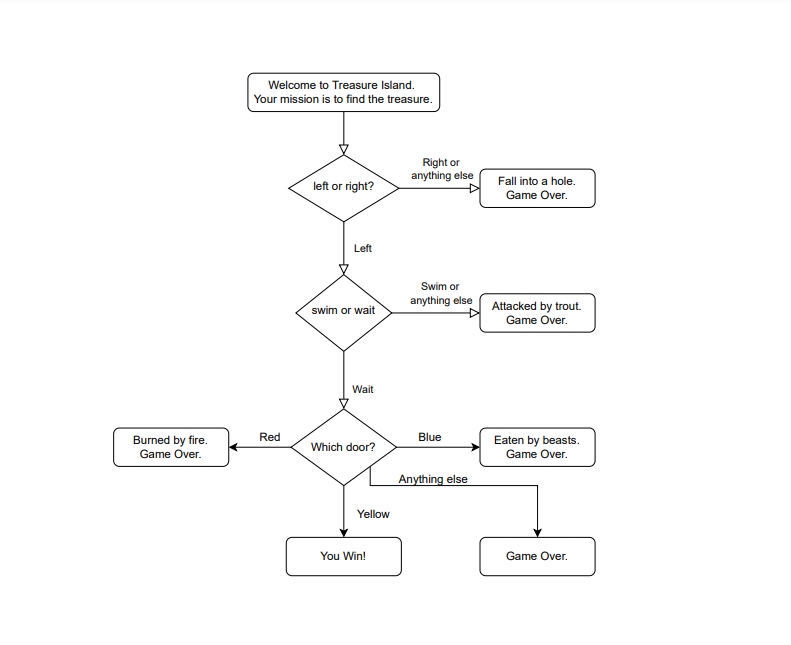 Welcome to Treasure Island.
Your mission is to find the treasure.
left or right?
Right or
anything else
Fall into a hole.
Game Over.
Left
swim or wait
Swim or
anything else
Attacked by trout.
Game Over.
Wait
Burned by fire.
Game Over.
Red
Which door?
Blue
Eaten by beasts.
Game Over.
Anything else
Yellow
You Win!
Game Over.